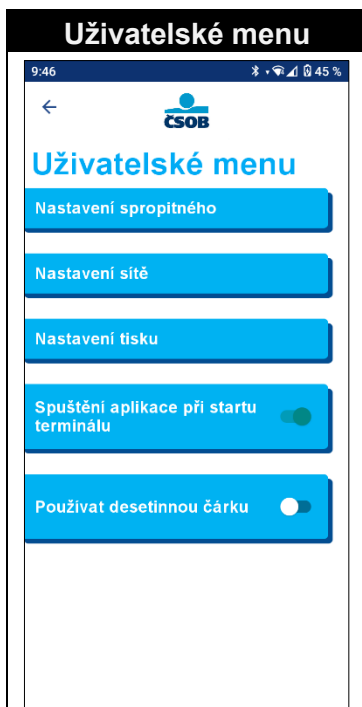 Uživatelské menu
9:46 45 %
ČSOB
Uživatelské menu
Nastavení spropitného
Nastavení sítě
Nastavení tisku
Spuštění aplikace při startu
terminálu
Používat desetinnou čárku